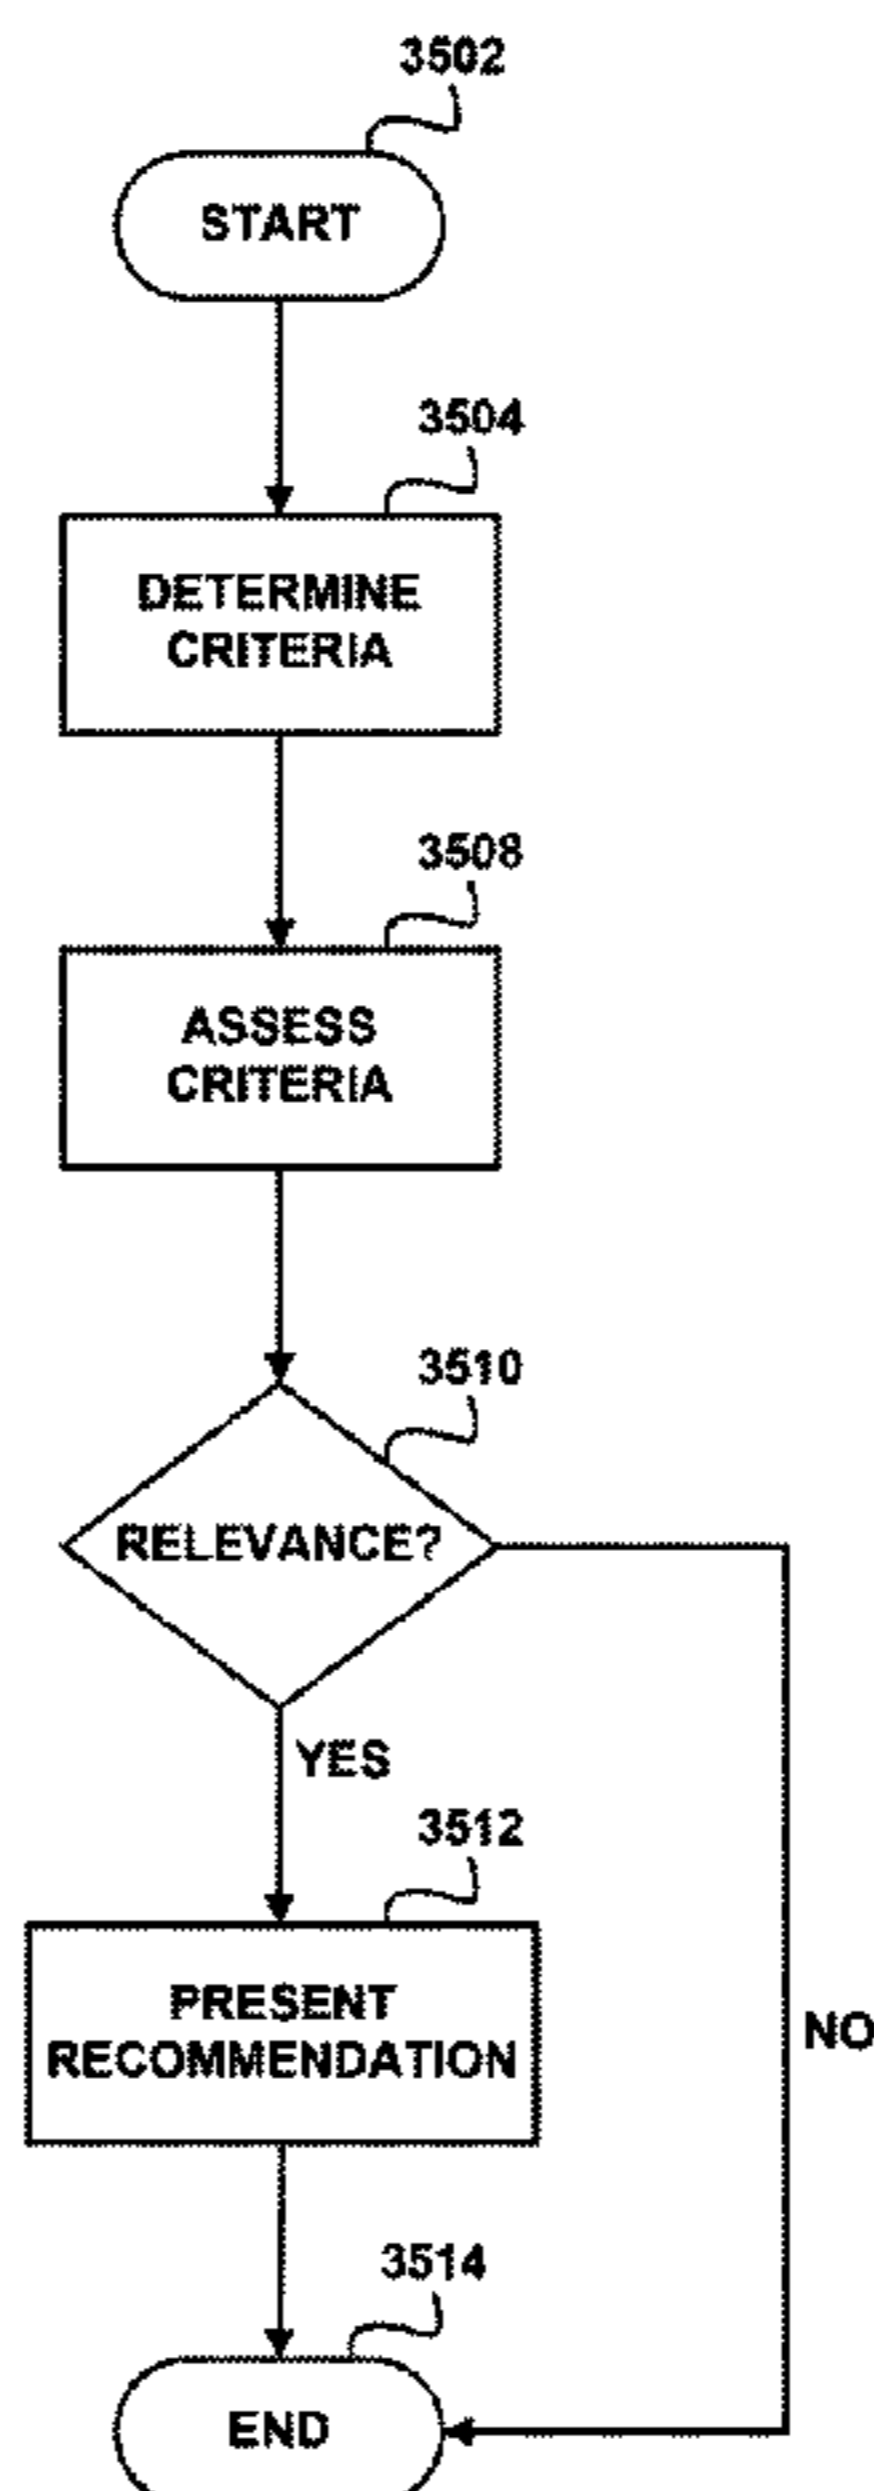 3502
START
3504
DETERMINE
CRITERIA
3508
ASSESS
CRITERIA
3510
RELEVANCE?
YES
3512
PRESENT
RECOMMENDATION
NO
3514
END